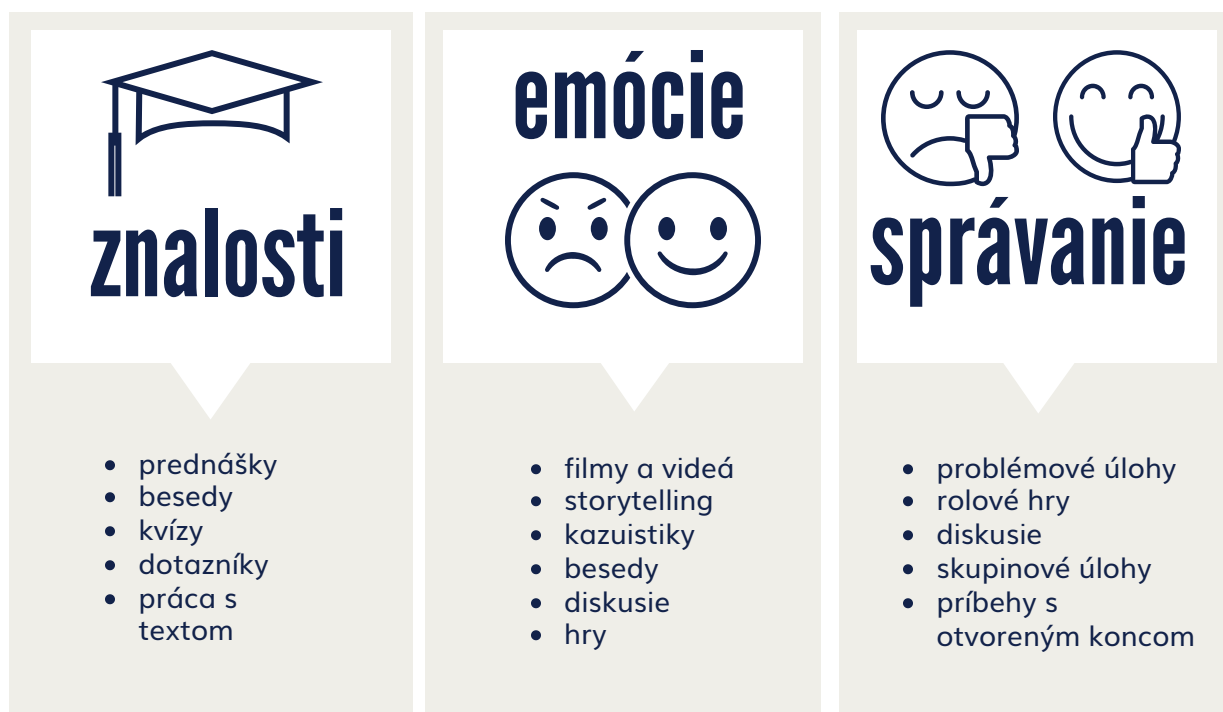 znalosti
• prednášky
• besedy
• kvízy
• dotazníky
• práca s
textom
emócie
• filmy a videá
• storytelling
• kazuistiky
• besedy
• diskusie
• hry
správanie
• problémové úlohy
• rolové hry
• diskusie
• skupinové úlohy
• príbehy s
otvoreným koncom